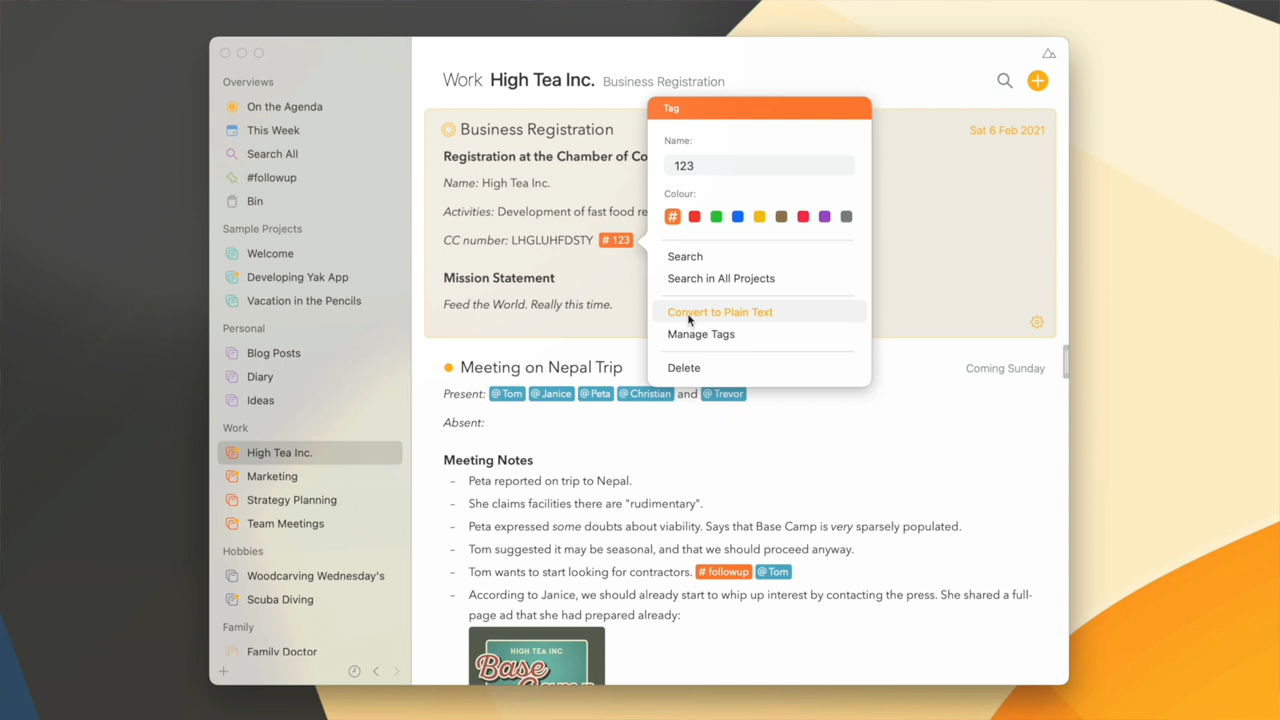 Overviews
On the Agenda
This Week
Search All
#followup
Bin
Sample Projects
Welcome
Developing Yak App
Vacation in the Pencils
Personal
Blog Posts
Diary
Ideas
Work
High Tea Inc.
Marketing
Strategy Planning
Team Meetings
Hobbies
Woodcarving Wednesday's
Scuba Diving
Family
Family Doctor
Work High Tea Inc. Business Registration
Business Registration
Sat 6 Feb 2021
Registration at the Chamber of Co
Name: High Tea Inc.
Activities: Development of fast food re
CC number: LHGLUHFDSTY # 123
Mission Statement
Feed the World. Really this time.
Tag
Name:
123
Colour:
#
Search
Search in All Projects
Convert to Plain Text
Manage Tags
Delete
Meeting on Nepal Trip
Coming Sunday
Present: @Tom @Janice @Peta @Christian and @Trevor
Absent:
Meeting Notes
- Peta reported on trip to Nepal.
- She claims facilities there are "rudimentary".
- Peta expressed some doubts about viability. Says that Base Camp is very sparsely populated.
- Tom suggested it may be seasonal, and that we should proceed anyway.
- Tom wants to start looking for contractors. # followup @Tom
- According to Janice, we should already start to whip up interest by contacting the press. She shared a full-
page ad that she had prepared already:
HIGH TEA INC
Base
Camp